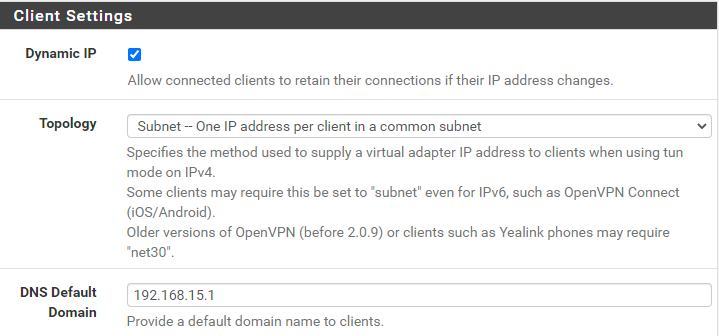 Client Settings
Dynamic IP
Allow connected clients to retain their connections if their IP address changes.
Topology
Subnet -- One IP address per client in a common subnet
Specifies the method used to supply a virtual adapter IP address to clients when using tun
mode on IPv4.
Some clients may require this be set to "subnet" even for IPv6, such as OpenVPN Connect
(iOS/Android).
Older versions of OpenVPN (before 2.0.9) or clients such as Yealink phones may require
"net30".
DNS Default
Domain
192.168.15.1
Provide a default domain name to clients.